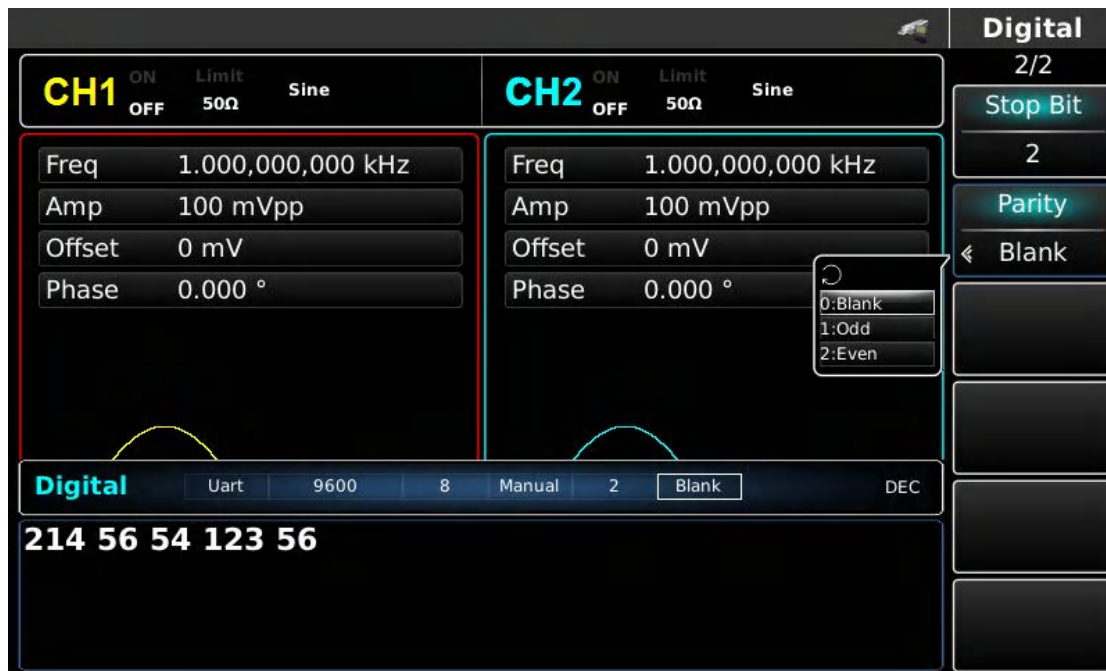 Digital
2/2
CH1 ON OFF Limit 50Ω Sine
CH2 ON OFF Limit 50Ω Sine
Stop Bit
2
Parity
Blank
Freq 1.000,000,000 kHz
Amp 100 mVpp
Offset 0 mV
Phase 0.000 °
Freq 1.000,000,000 kHz
Amp 100 mVpp
Offset 0 mV
Phase 0.000 °
0:Blank
1:Odd
2:Even
Digital Uart 9600 8 Manual 2 Blank DEC
214 56 54 123 56